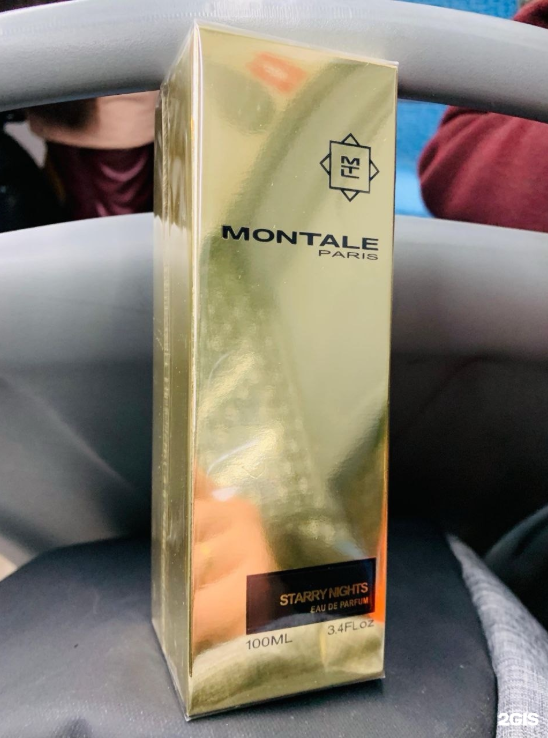 MONTALE
PARIS
STARRY NIGHTS
EAU DE PARFUM
100ML 3.4FLoz
2GIS